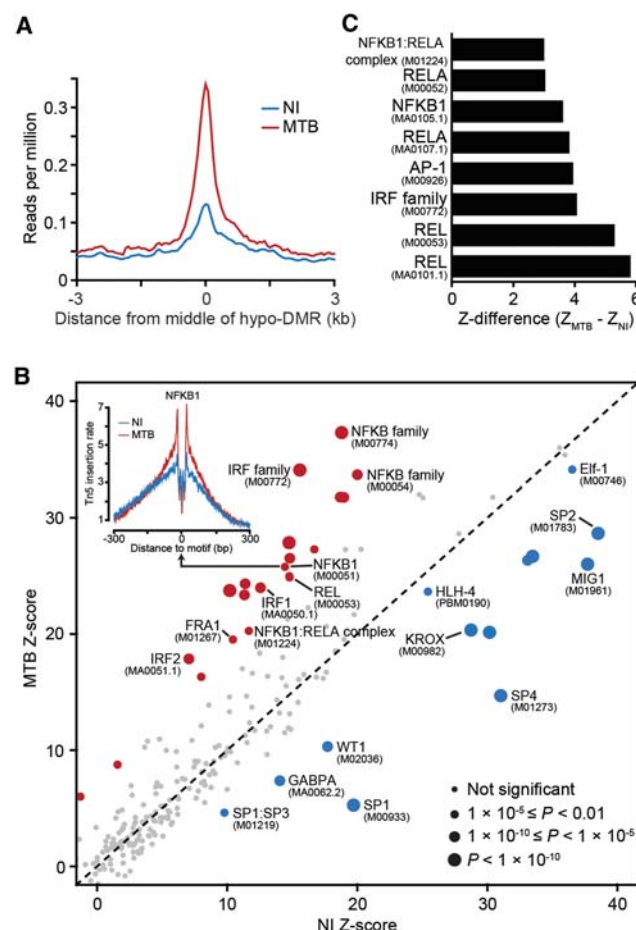 A
NI
MTB
Reads per million
0.3
0.2
0.1
0
-3
0
3
Distance from middle of hypo-DMR (kb)
C
NFKB1:RELA
complex (M01224)
RELA
(M00052)
NFKB1
(MA0105.1)
RELA
(MA0107.1)
AP-1
(M00926)
IRF family
(M00772)
REL
(M00053)
REL
(MA0101.1)
0
2
4
6
Z-difference (ZMTB - ZNI)
B
MTB Z-score
40
30
20
10
0
0
10
20
30
40
NI Z-score
NFKB1
NI
MTB
Tn5 insertion rate
7
5
3
1
-300
0
300
Distance to motif (bp)
NFKB family
(M00774)
IRF family
(M00772)
NFKB family
(M00054)
NFKB1
(M00051)
REL
(M00053)
IRF1
(MA0050.1)
FRA1
(M01267)
NFKB1:RELA complex
(M01224)
IRF2
(MA0051.1)
Elf-1
(M00746)
SP2
(M01783)
MIG1
(M01961)
HLH-4
(PBM0190)
KROX
(M00982)
SP4
(M01273)
WT1
(M02036)
GABPA
(MA0062.2)
SP1:SP3
(M01219)
SP1
(M00933)
Not significant
1 × 10⁻⁵ ≤ P < 0.01
1 × 10⁻¹⁰ ≤ P < 1 × 10⁻⁵
P < 1 × 10⁻¹⁰